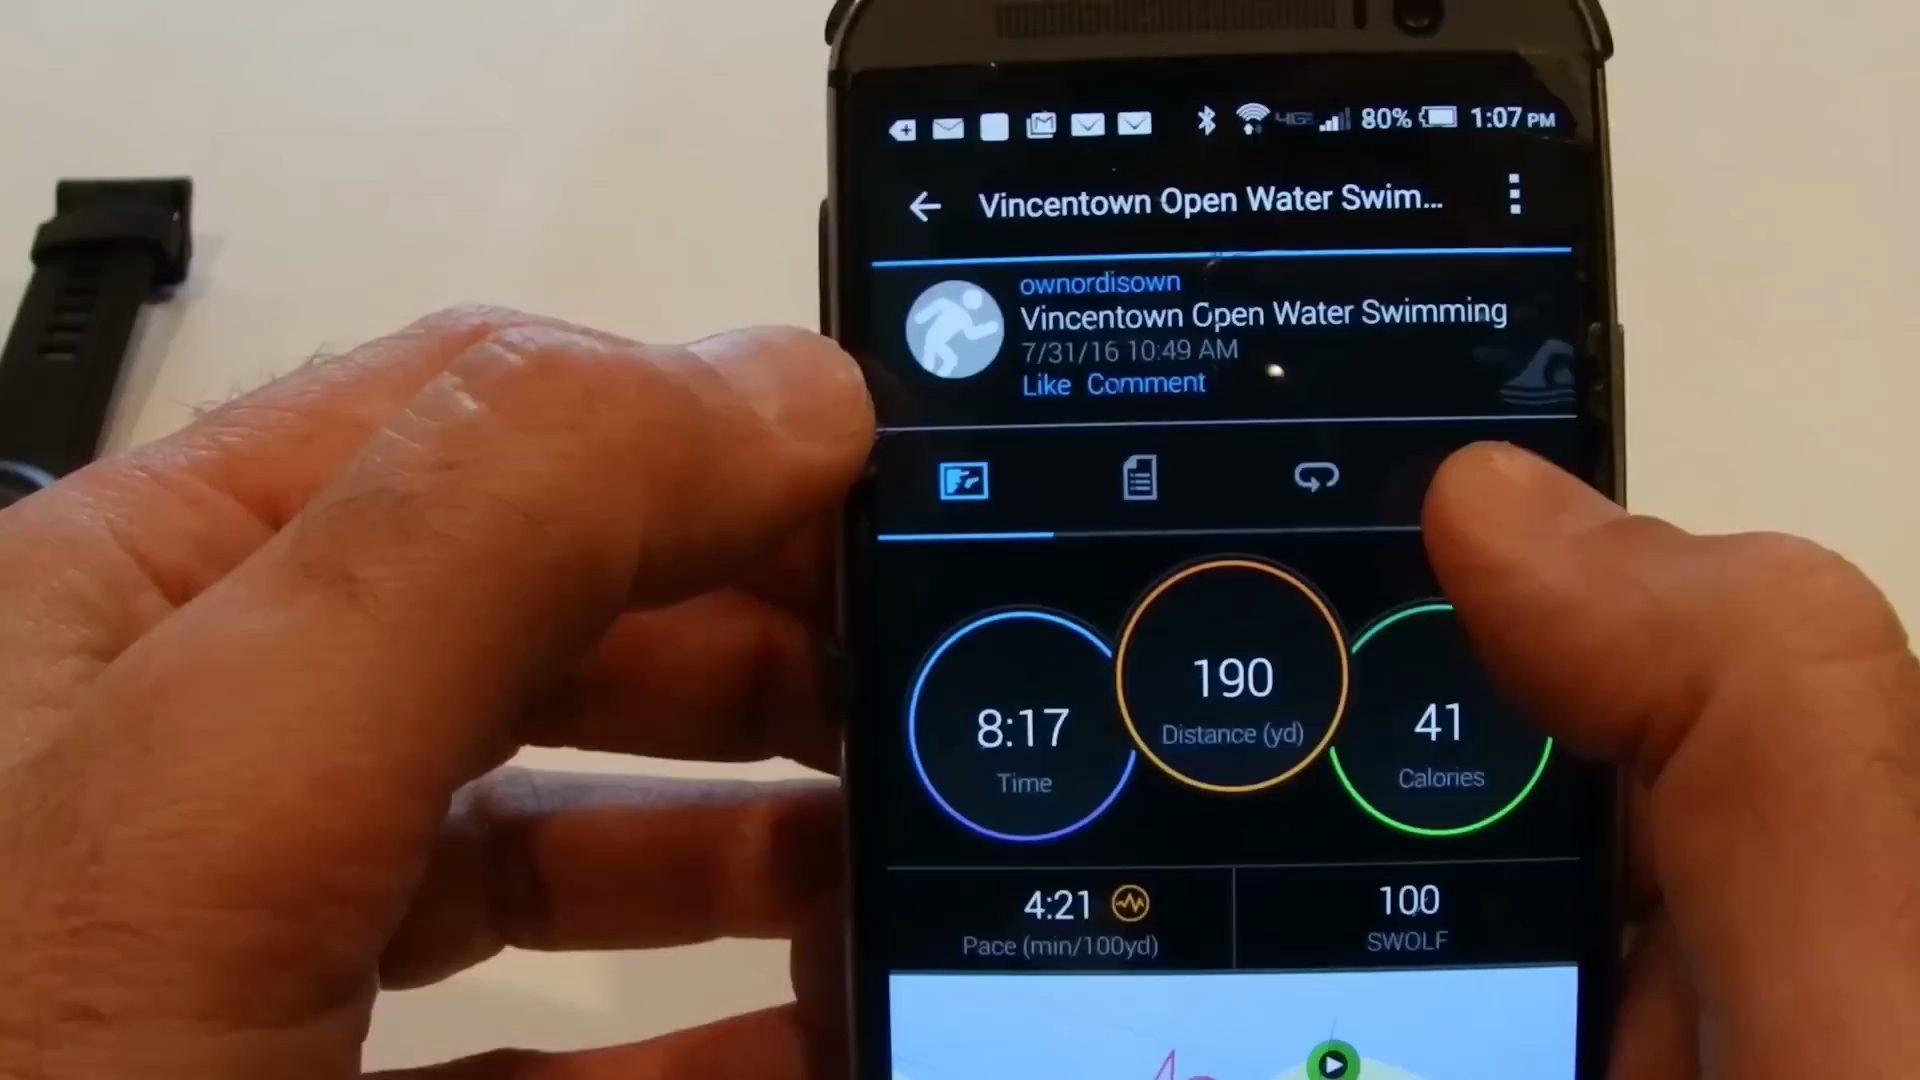 4G 80% 1:07 PM
Vincentown Open Water Swim...
ownordisown
Vincentown Open Water Swimming
7/31/16 10:49 AM
Like Comment
190
Distance (yd)
8:17
Time
41
Calories
4:21
Pace (min/100yd)
100
SWOLF